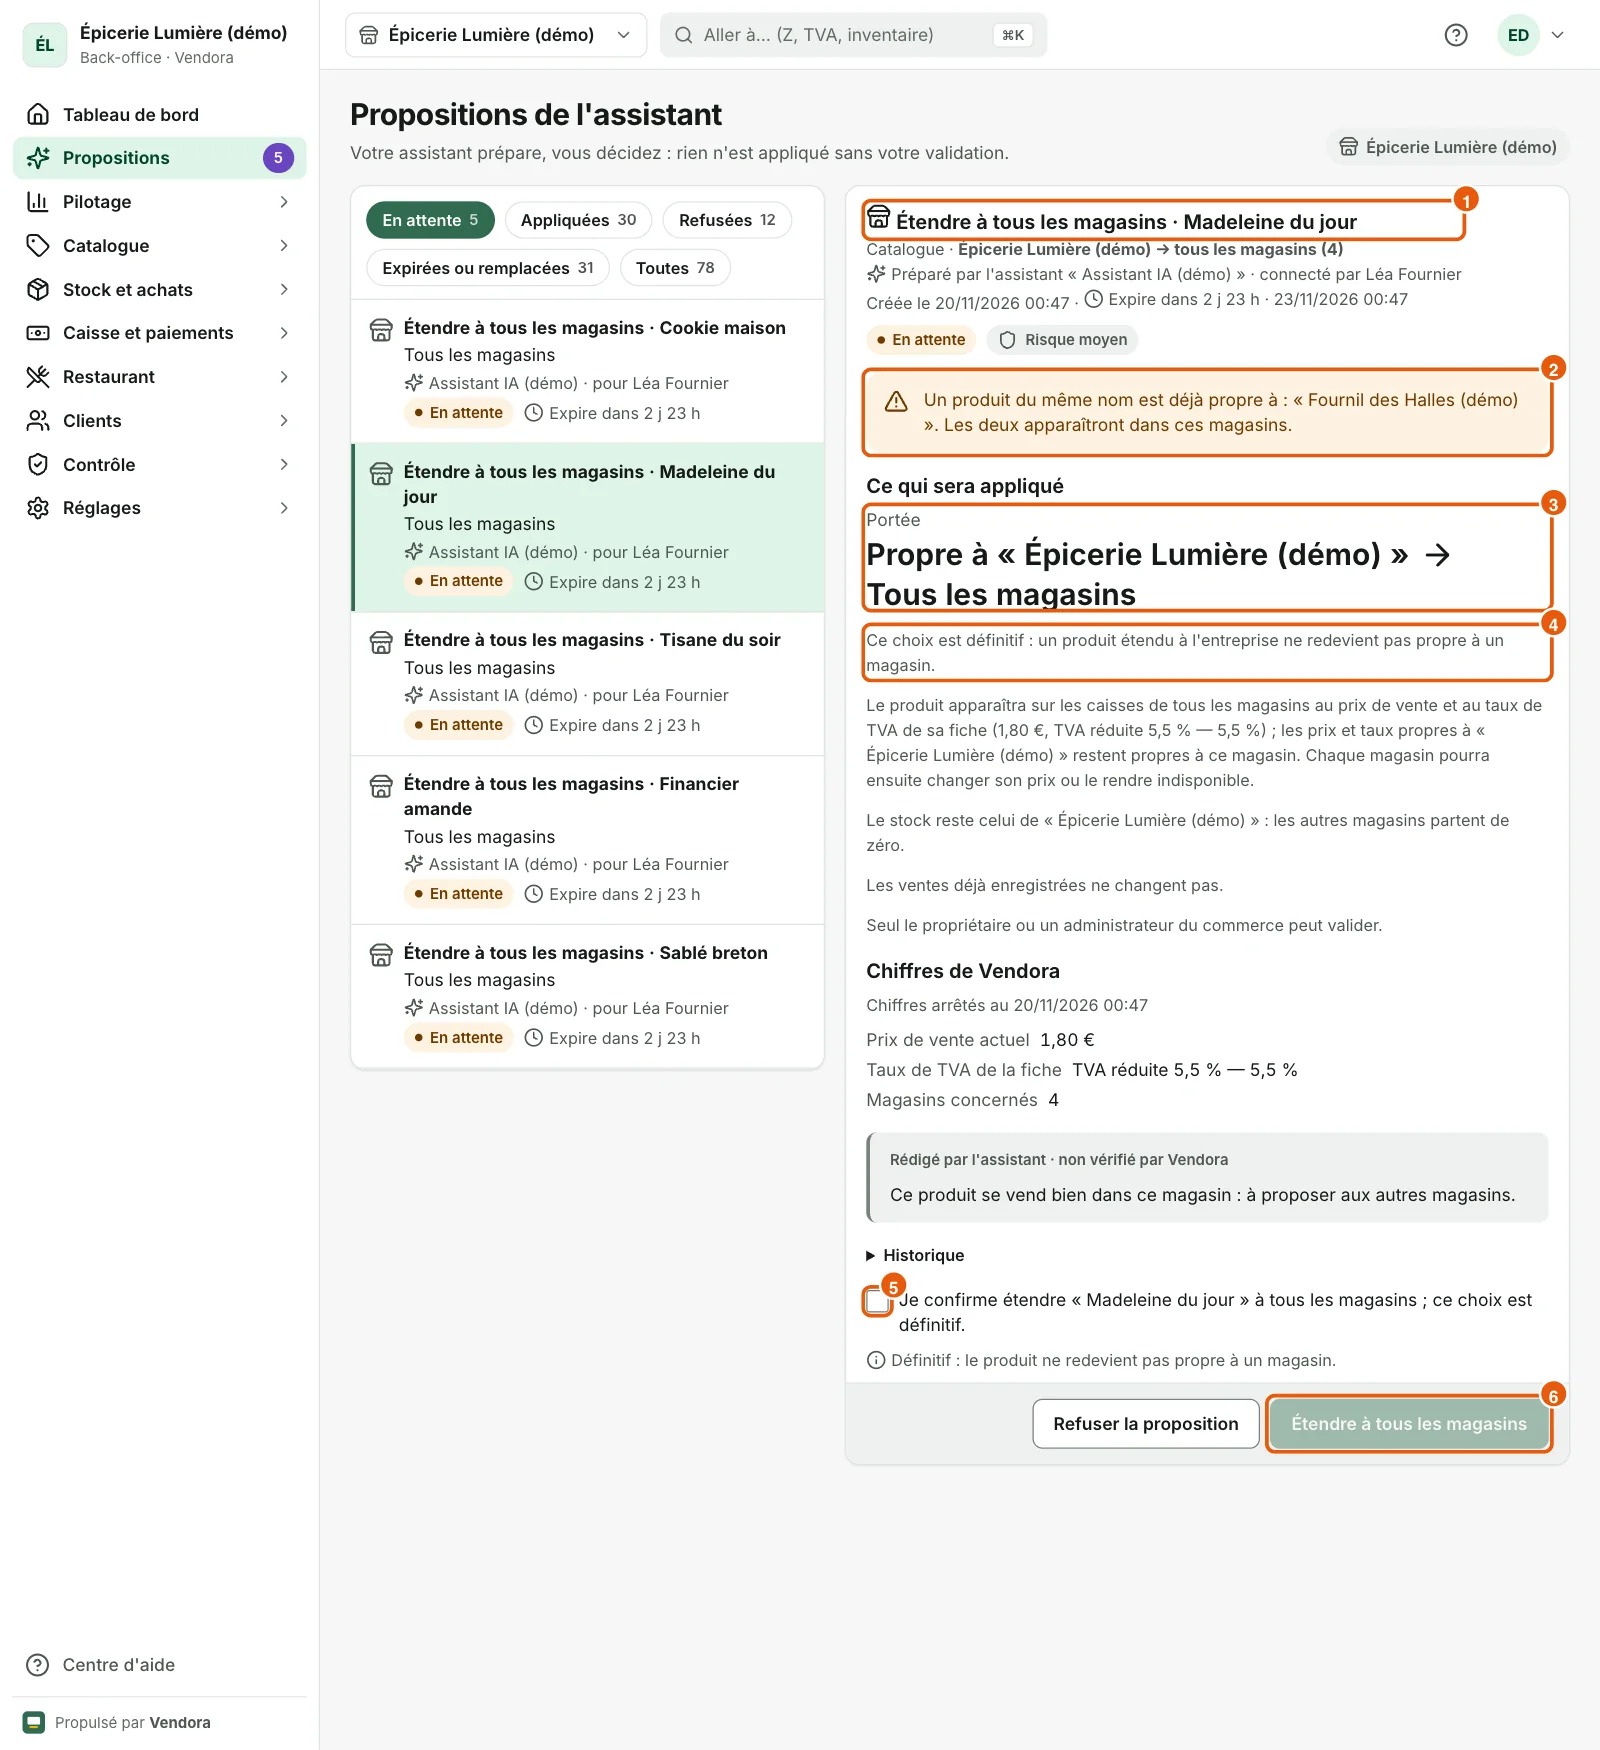 ÉL
Épicerie Lumière (démo)
Back-office · Vendora
Tableau de bord
Propositions 5
Pilotage
Catalogue
Stock et achats
Caisse et paiements
Restaurant
Clients
Contrôle
Réglages
Centre d'aide
Propulsé par Vendora
Épicerie Lumière (démo)
Aller à... (Z, TVA, inventaire) ⌘K
ED
Propositions de l'assistant
Votre assistant prépare, vous décidez : rien n'est appliqué sans votre validation.
Épicerie Lumière (démo)
En attente 5
Appliquées 30
Refusées 12
Expirées ou remplacées 31
Toutes 78
Étendre à tous les magasins · Cookie maison
Tous les magasins
Assistant IA (démo) · pour Léa Fournier
En attente Expire dans 2 j 23 h
Étendre à tous les magasins · Madeleine du
jour
Tous les magasins
Assistant IA (démo) · pour Léa Fournier
En attente Expire dans 2 j 23 h
Étendre à tous les magasins · Tisane du soir
Tous les magasins
Assistant IA (démo) · pour Léa Fournier
En attente Expire dans 2 j 23 h
Étendre à tous les magasins · Financier
amande
Tous les magasins
Assistant IA (démo) · pour Léa Fournier
En attente Expire dans 2 j 23 h
Étendre à tous les magasins · Sablé breton
Tous les magasins
Assistant IA (démo) · pour Léa Fournier
En attente Expire dans 2 j 23 h
1
Étendre à tous les magasins · Madeleine du jour
Catalogue · Épicerie Lumière (démo) → tous les magasins (4)
Préparé par l'assistant « Assistant IA (démo) » · connecté par Léa Fournier
Créée le 20/11/2026 00:47 · Expire dans 2 j 23 h · 23/11/2026 00:47
En attente Risque moyen
2
Un produit du même nom est déjà propre à : « Fournil des Halles (démo)
». Les deux apparaîtront dans ces magasins.
Ce qui sera appliqué
3
Portée
Propre à « Épicerie Lumière (démo) » →
Tous les magasins
4
Ce choix est définitif : un produit étendu à l'entreprise ne redevient pas propre à un
magasin.
Le produit apparaîtra sur les caisses de tous les magasins au prix de vente et au taux de
TVA de sa fiche (1,80 €, TVA réduite 5,5 % — 5,5 %) ; les prix et taux propres à «
Épicerie Lumière (démo) » restent propres à ce magasin. Chaque magasin pourra
ensuite changer son prix ou le rendre indisponible.
Le stock reste celui de « Épicerie Lumière (démo) » : les autres magasins partent de
zéro.
Les ventes déjà enregistrées ne changent pas.
Seul le propriétaire ou un administrateur du commerce peut valider.
Chiffres de Vendora
Chiffres arrêtés au 20/11/2026 00:47
Prix de vente actuel 1,80 €
Taux de TVA de la fiche TVA réduite 5,5 % — 5,5 %
Magasins concernés 4
Rédigé par l'assistant · non vérifié par Vendora
Ce produit se vend bien dans ce magasin : à proposer aux autres magasins.
Historique
5
Je confirme étendre « Madeleine du jour » à tous les magasins ; ce choix est
définitif.
Définitif : le produit ne redevient pas propre à un magasin.
6
Refuser la proposition
Étendre à tous les magasins